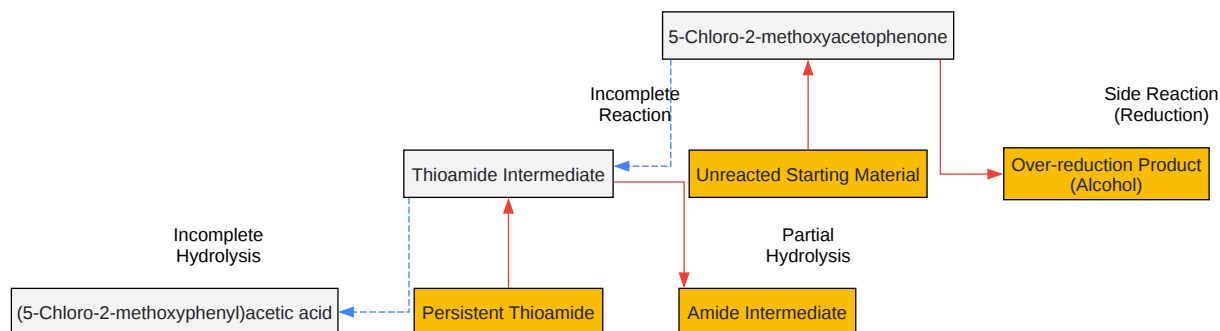 5-Chloro-2-methoxyacetophenone
Incomplete
Reaction
Side Reaction
(Reduction)
Thioamide Intermediate
Unreacted Starting Material
Over-reduction Product
(Alcohol)
Incomplete
Hydrolysis
Partial
Hydrolysis
(5-Chloro-2-methoxyphenyl)acetic acid
Persistent Thioamide
Amide Intermediate